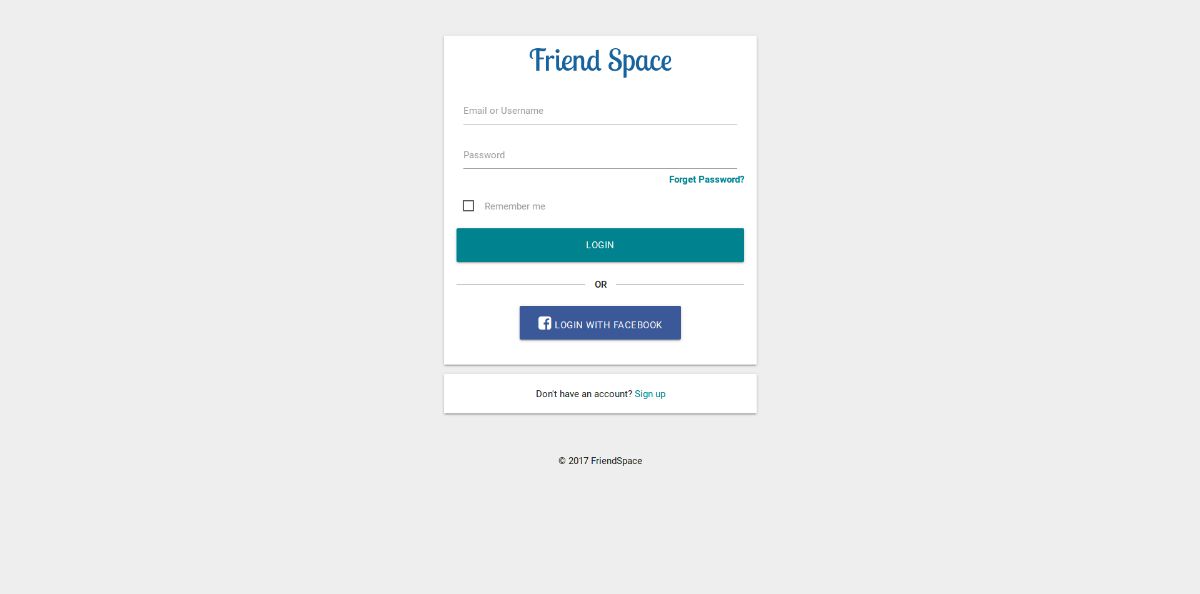 Friend Space
Email or Username
Password
Forget Password?
Remember me
LOGIN
OR
LOGIN WITH FACEBOOK
Don't have an account? Sign up
© 2017 FriendSpace